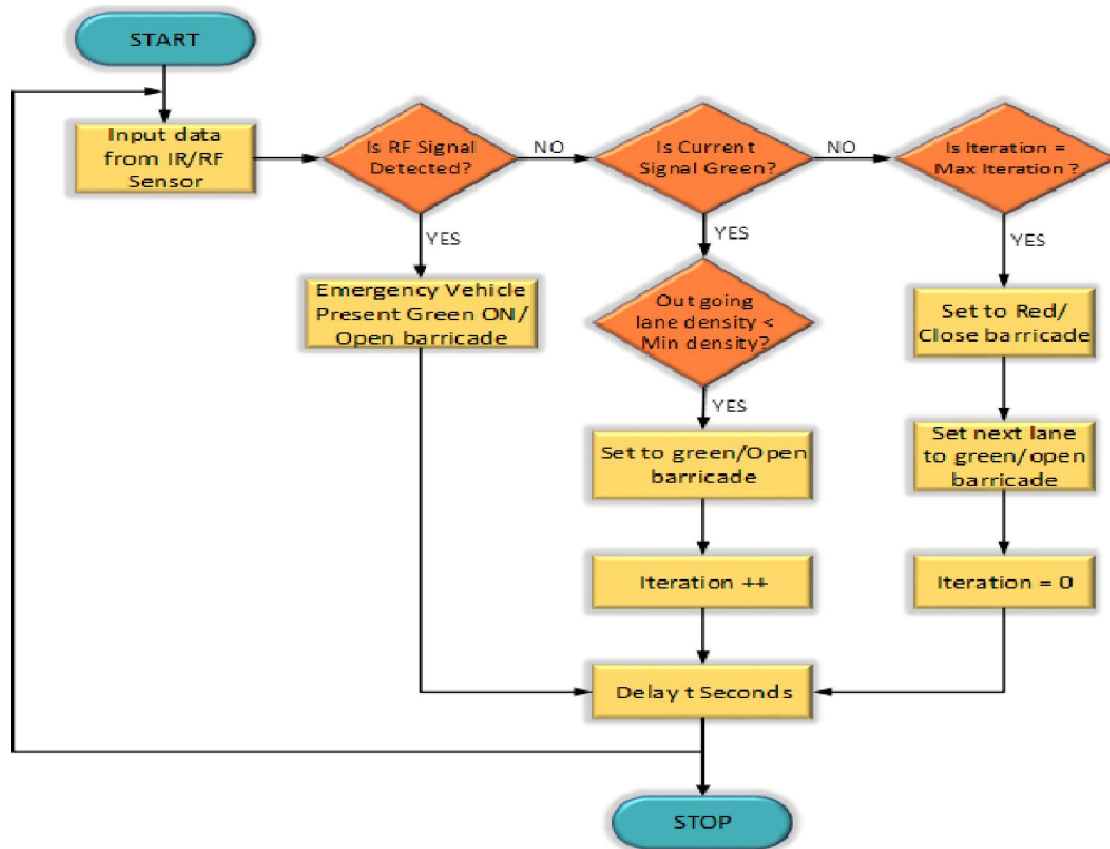 START
Input data
from IR/RF
Sensor
Is RF Signal
Detected?
NO
Is Current
Signal Green?
NO
Is Iteration =
Max Iteration ?
YES
Emergency Vehicle
Present Green ON/
Open barricade
YES
Out going
lane density <
Min density?
YES
Set to green/Open
barricade
Iteration ++
YES
Set to Red/
Close barricade
Set next lane
to green/open
barricade
Iteration = 0
Delay t Seconds
STOP